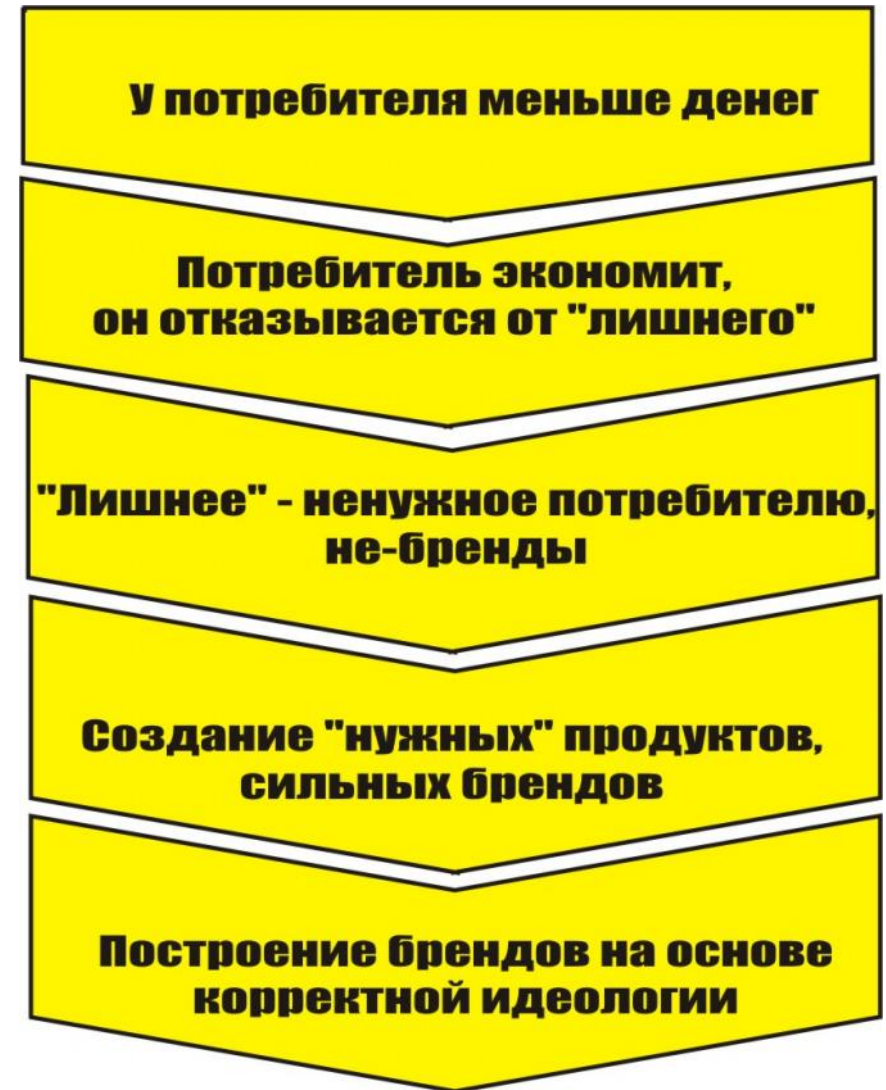 У потребителя меньше денег
Потребитель экономит,
он отказывается от "лишнего"
"Лишнее" - ненужное потребителю,
не-бренды
Создание "нужных" продуктов,
сильных брендов
Построение брендов на основе
корректной идеологии